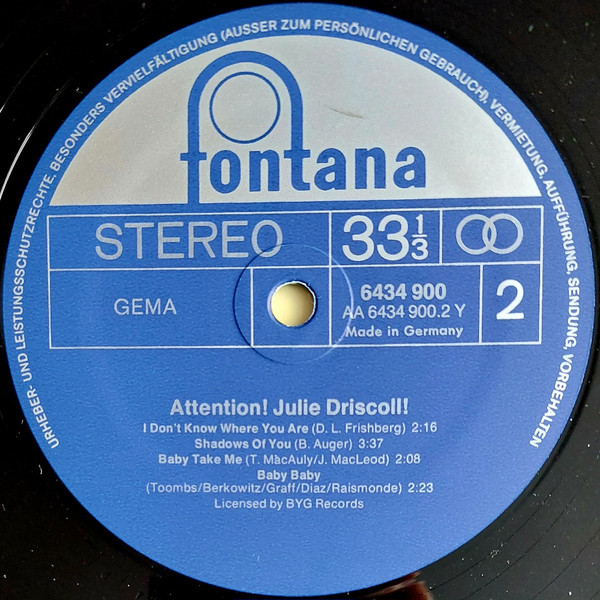 URHEBER- UND LEISTUNGSSCHUTZRECHTE, BESONDERS VERVIELFÄLTIGUNG (AUSSER ZUM PERSÖNLICHEN GEBRAUCH), VERMIETUNG, AUFFÜHRUNG, SENDUNG, VORBEHALTEN
fontana
STEREO 33 1/3
GEMA
6434 900
AA 6434 900.2 Y
Made in Germany
2
Attention! Julie Driscoll!
I Don't Know Where You Are (D. L. Frishberg) 2:16
Shadows Of You (B. Auger) 3:37
Baby Take Me (T. McAuly/J. MacLeod) 2:08
Baby Baby
(Toombs/Berkowitz/Graff/Diaz/Raismonde) 2:23
Licensed by BYG Records